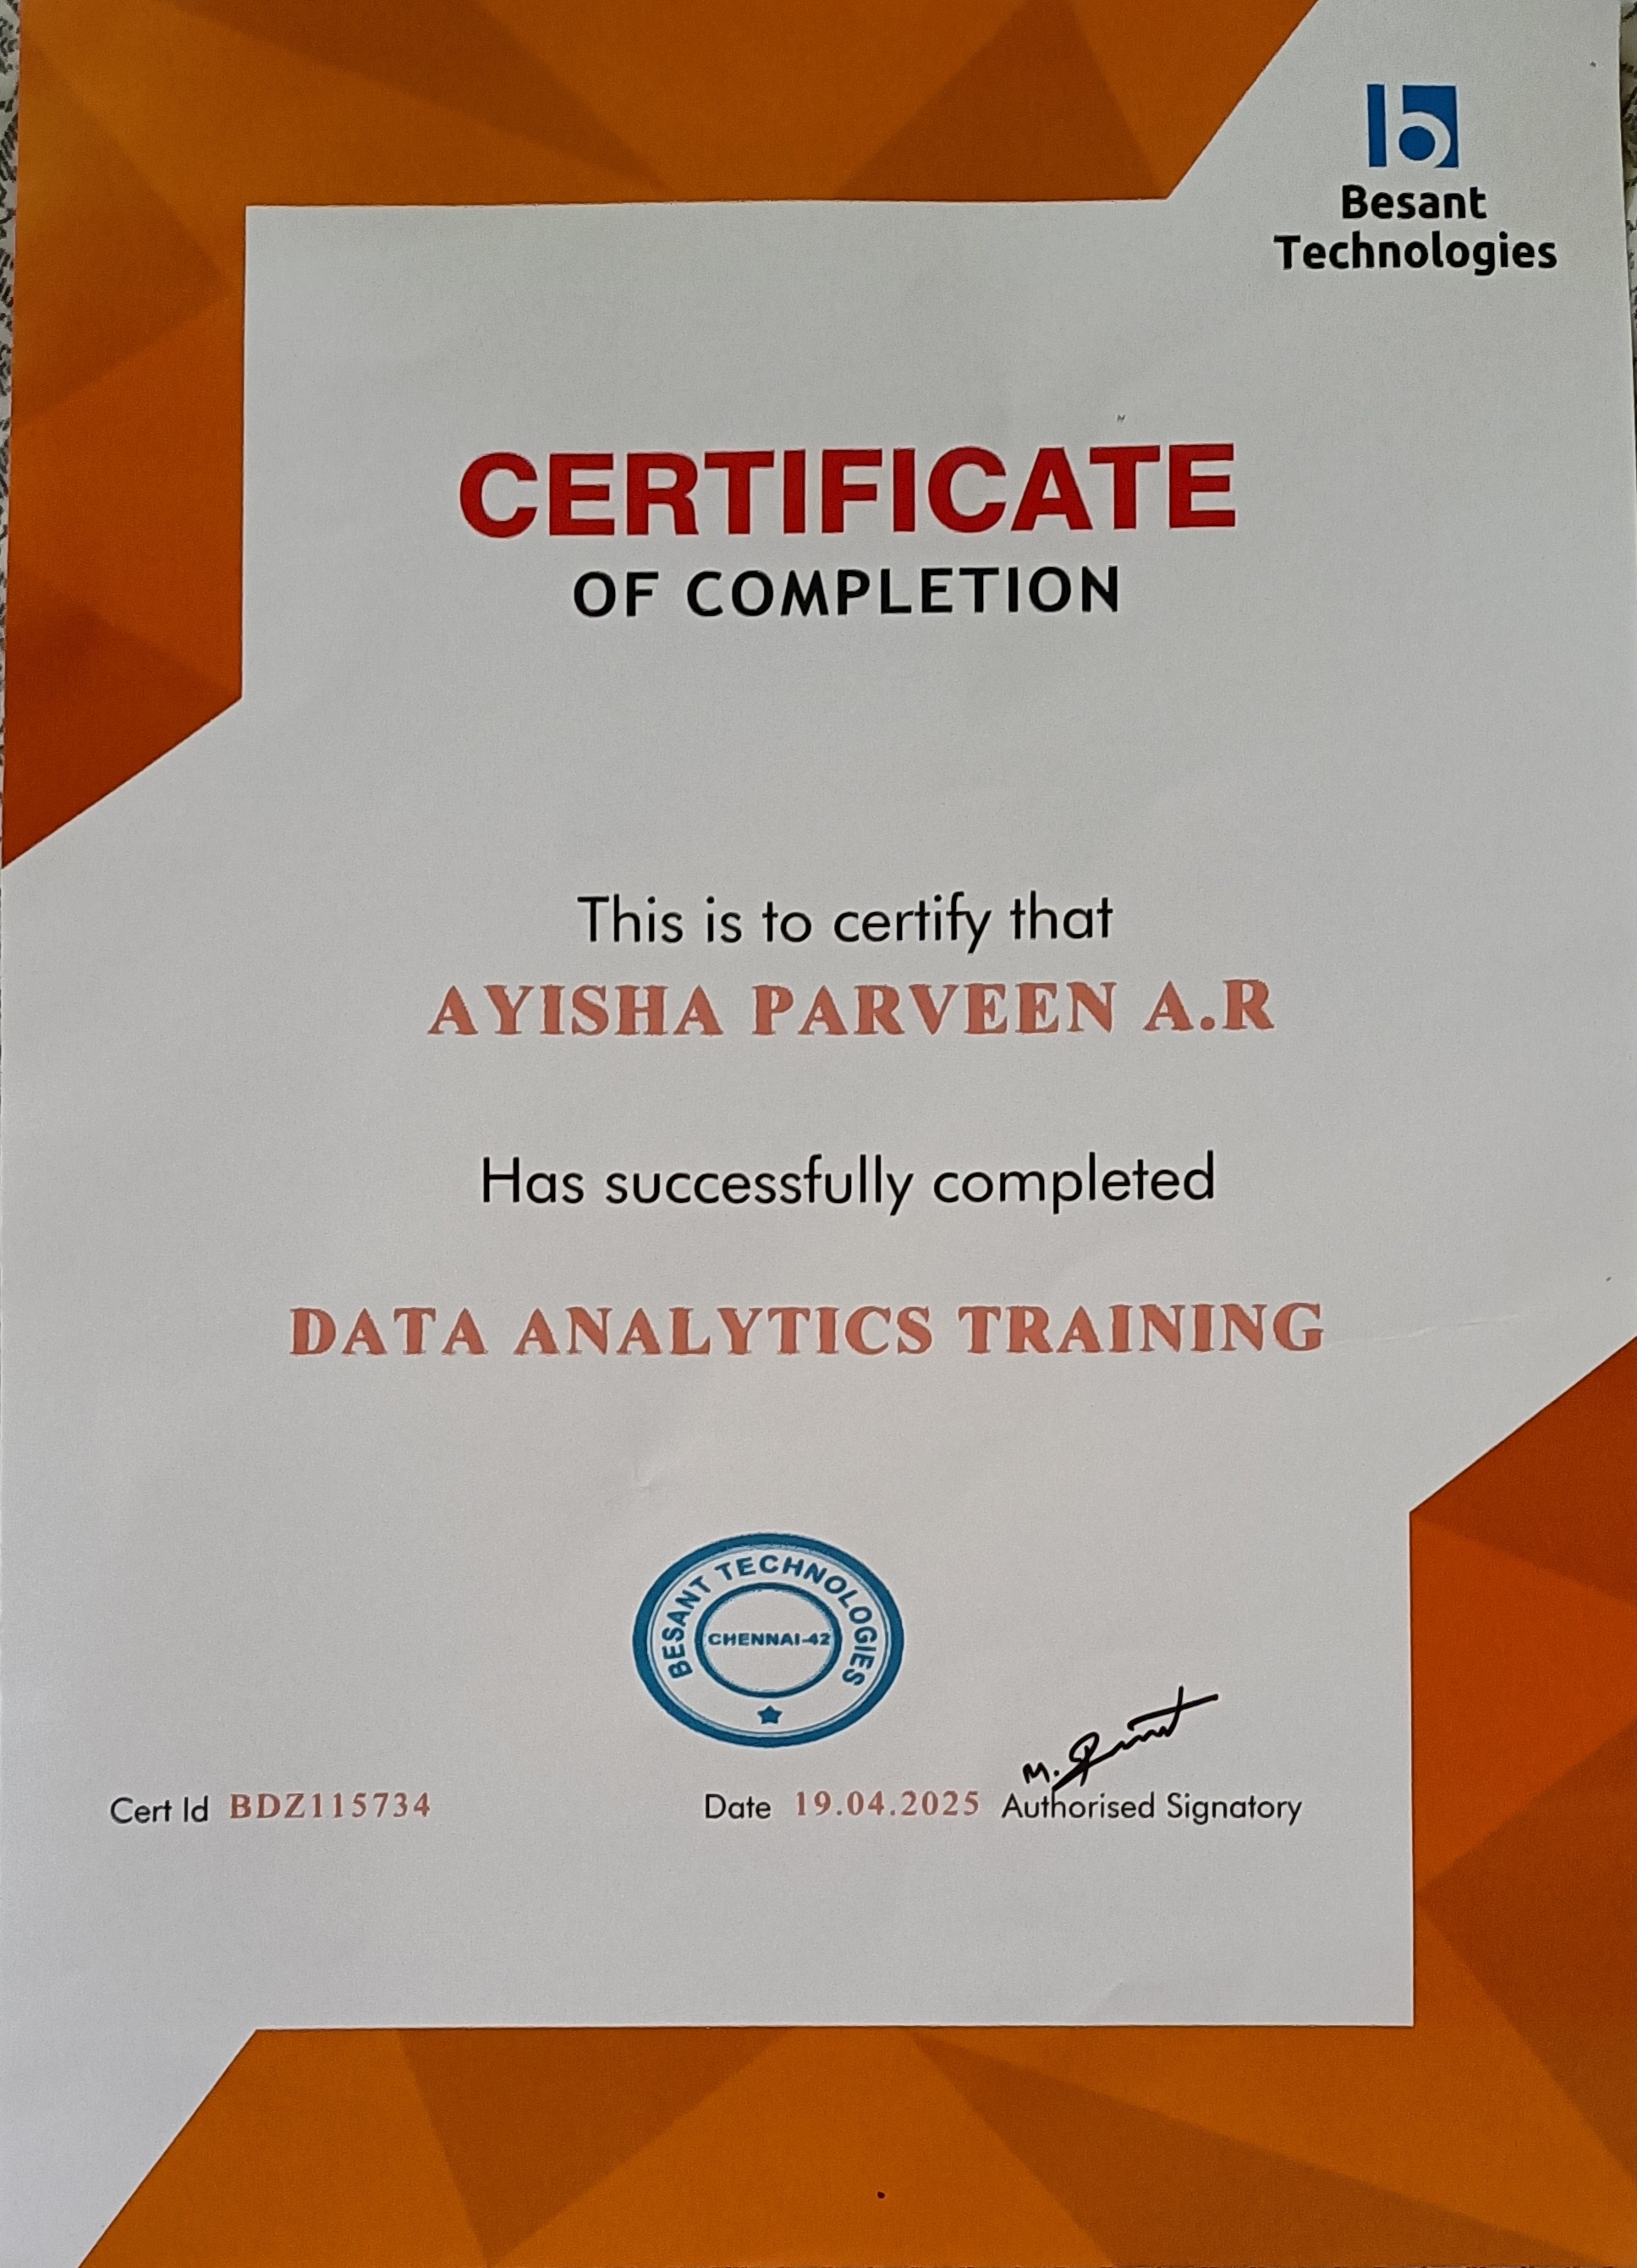 Besant
Technologies
CERTIFICATE
OF COMPLETION
This is to certify that
AYISHA PARVEEN A.R
Has successfully completed
DATA ANALYTICS TRAINING
BESANT TECHNOLOGIES
CHENNAI-42
Cert Id BDZ115734 Date 19.04.2025 Authorised Signatory